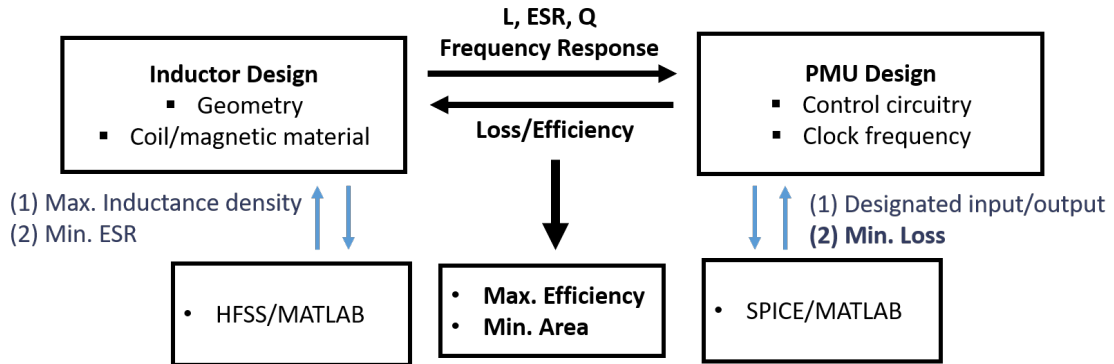 L, ESR, Q
Frequency Response
Inductor Design
▪ Geometry
▪ Coil/magnetic material
PMU Design
▪ Control circuitry
▪ Clock frequency
Loss/Efficiency
(1) Max. Inductance density
(2) Min. ESR
(1) Designated input/output
(2) Min. Loss
• HFSS/MATLAB
• Max. Efficiency
• Min. Area
• SPICE/MATLAB